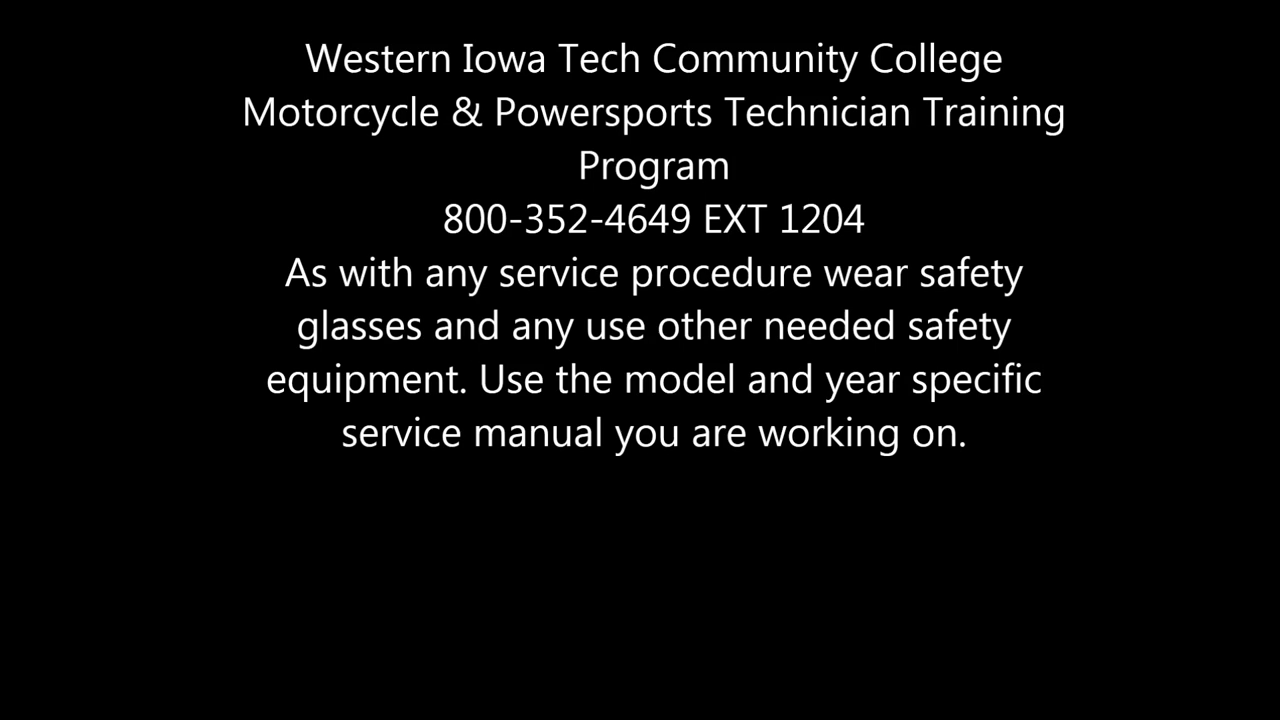 Western Iowa Tech Community College
Motorcycle & Powersports Technician Training
Program
800-352-4649 EXT 1204
As with any service procedure wear safety
glasses and any use other needed safety
equipment. Use the model and year specific
service manual you are working on.